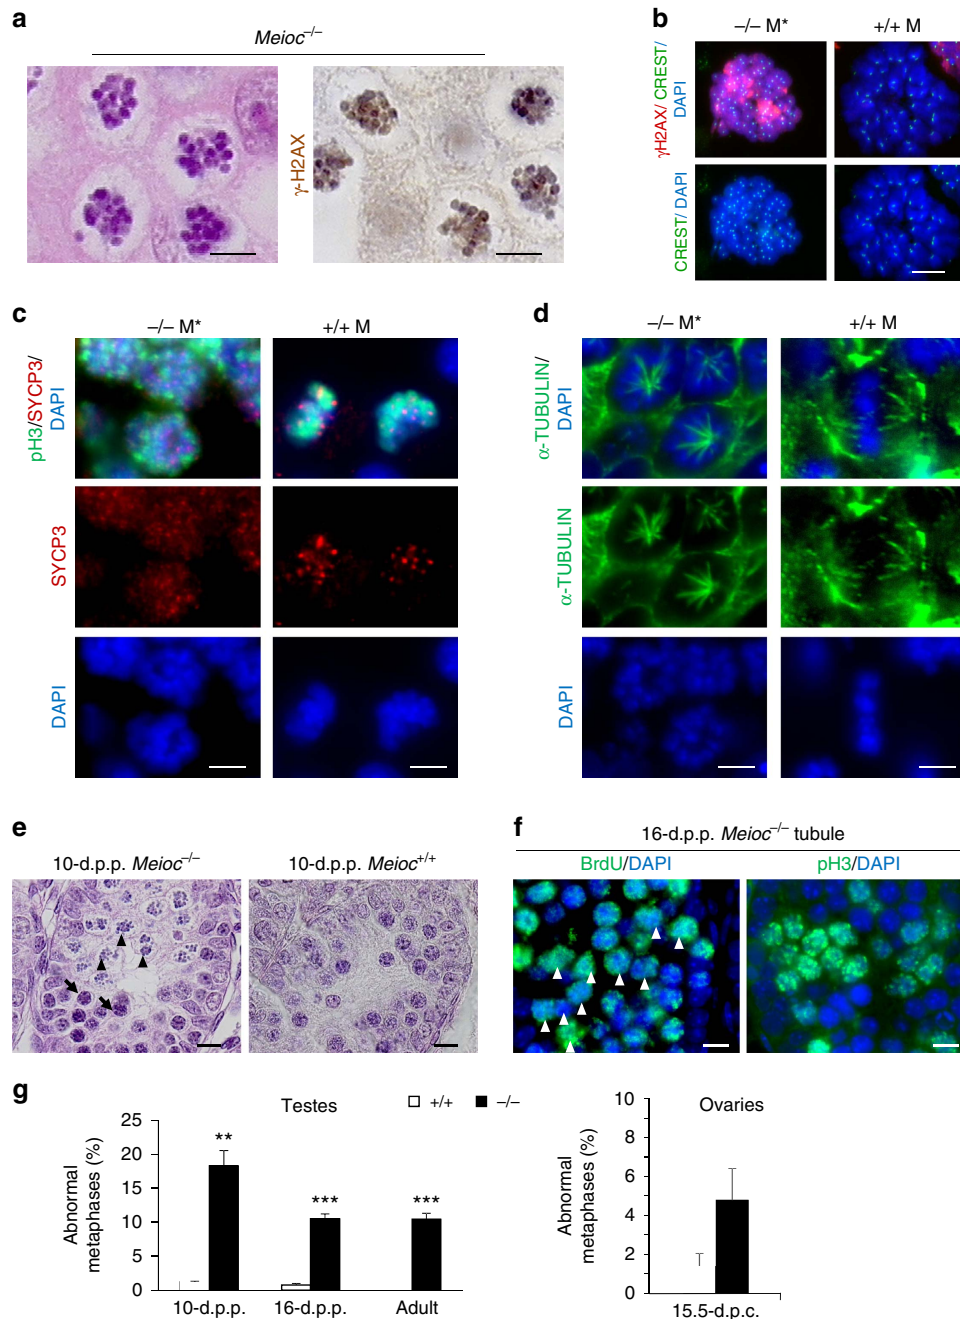 a
Meioc–/–
γ-H2AX
b
–/– M*
+/+ M
γH2AX/ CREST/
DAPI
CREST/ DAPI
c
–/– M*
+/+ M
pH3/SYCP3/
DAPI
SYCP3
DAPI
d
–/– M*
+/+ M
α-TUBULIN/
DAPI
α-TUBULIN
DAPI
e
10-d.p.p. Meioc–/–
10-d.p.p. Meioc+/+
f
16-d.p.p. Meioc–/– tubule
BrdU/DAPI
pH3/DAPI
g
Testes
+/+
–/–
Abnormal
metaphases (%)
25
20
15
10
5
0
**
***
***
10-d.p.p.
16-d.p.p.
Adult
Ovaries
Abnormal
metaphases (%)
10
8
6
4
2
0
15.5-d.p.c.